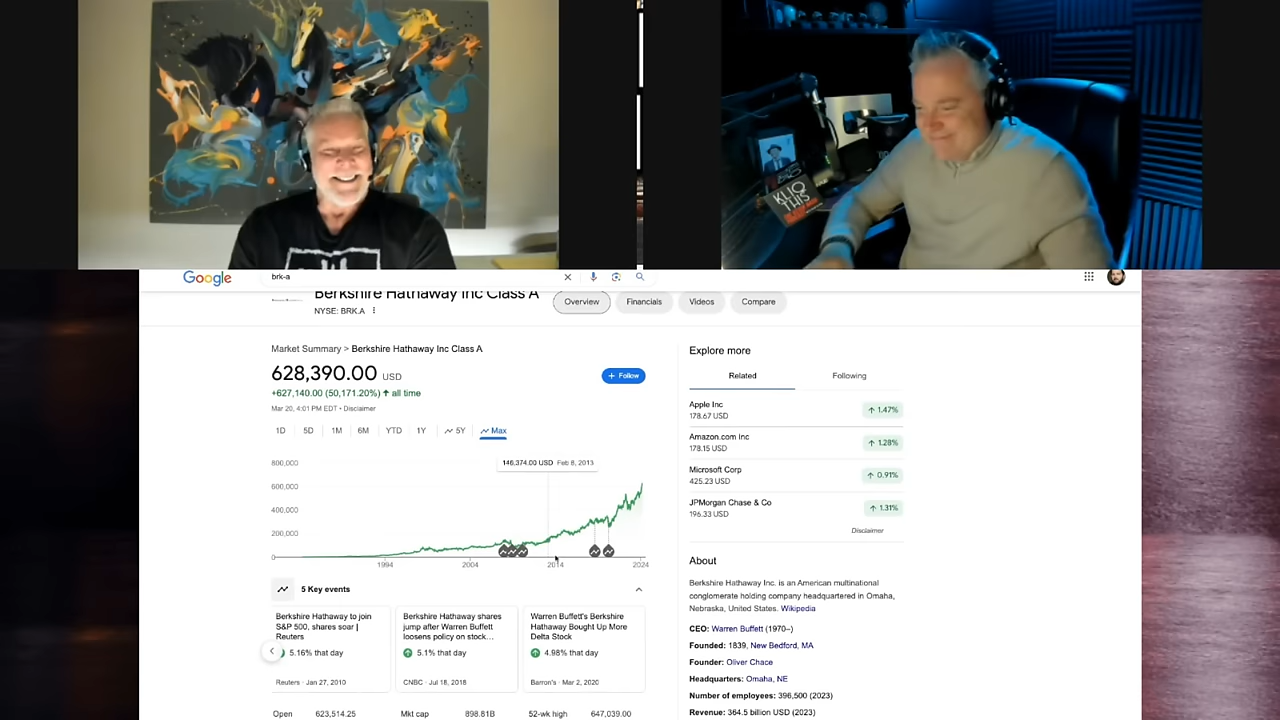 KLIQ
THIS
Google
brk-a
Berkshire Hathaway Inc Class A
NYSE: BRK.A
Overview
Financials
Videos
Compare
Market Summary > Berkshire Hathaway Inc Class A
628,390.00 USD
+627,140.00 (50,171.20%) ↑ all time
Mar 20, 4:01 PM EDT • Disclaimer
+ Follow
1D
5D
1M
6M
YTD
1Y
5Y
Max
146,374.00 USD Feb 8, 2013
800,000
600,000
400,000
200,000
0
1994
2004
2014
2024
5 Key events
Berkshire Hathaway to join
S&P 500, shares soar |
Reuters
5.16% that day
Reuters · Jan 27, 2010
Berkshire Hathaway shares
jump after Warren Buffett
loosens policy on stock...
5.1% that day
CNBC · Jul 18, 2018
Warren Buffett's Berkshire
Hathaway Bought Up More
Delta Stock
4.98% that day
Barron's · Mar 2, 2020
Open 623,514.25
Mkt cap 898.81B
52-wk high 647,039.00
Explore more
Related
Following
Apple Inc
178.67 USD
↑ 1.47%
Amazon.com Inc
178.15 USD
↑ 1.28%
Microsoft Corp
425.23 USD
↑ 0.91%
JPMorgan Chase & Co
196.33 USD
↑ 1.31%
Disclaimer
About
Berkshire Hathaway Inc. is an American multinational
conglomerate holding company headquartered in Omaha,
Nebraska, United States. Wikipedia
CEO: Warren Buffett (1970–)
Founded: 1839, New Bedford, MA
Founder: Oliver Chace
Headquarters: Omaha, NE
Number of employees: 396,500 (2023)
Revenue: 364.5 billion USD (2023)